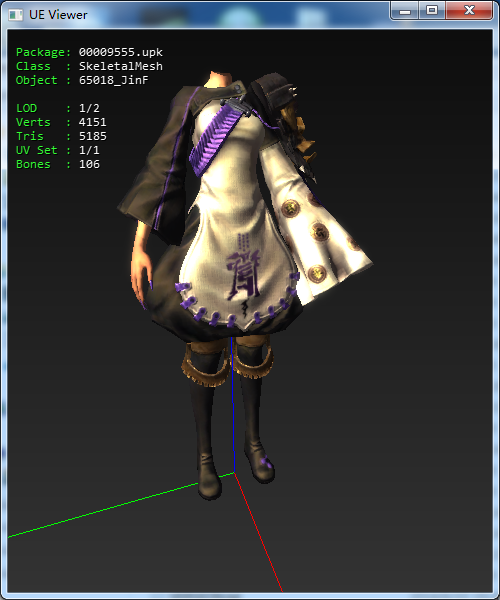 UE Viewer
Package: 00009555.upk
Class : SkeletalMesh
Object : 65018_JinF
LOD : 1/2
Verts : 4151
Tris : 5185
UV Set : 1/1
Bones : 106